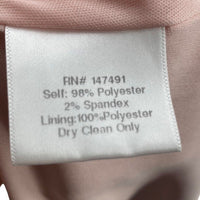 RN# 147491
Self: 98% Polyester
2% Spandex
Lining:100%Polyester
Dry Clean Only